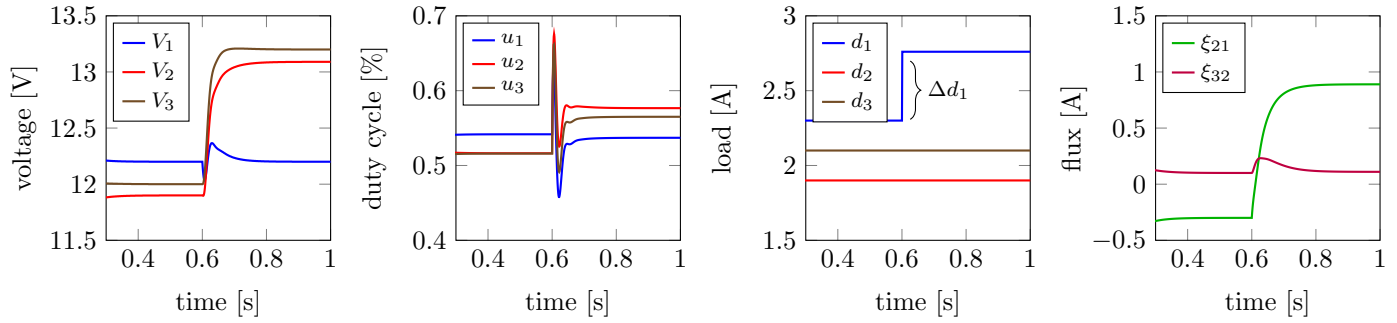 voltage [V]
13.5
13
12.5
12
11.5
V1
V2
V3
0.4 0.6 0.8 1
time [s]
duty cycle [%]
0.7
0.6
0.5
0.4
u1
u2
u3
0.4 0.6 0.8 1
time [s]
load [A]
3
2.5
2
1.5
d1
d2
d3
Δd1
0.4 0.6 0.8 1
time [s]
flux [A]
1.5
1
0.5
0
−0.5
ξ21
ξ32
0.4 0.6 0.8 1
time [s]